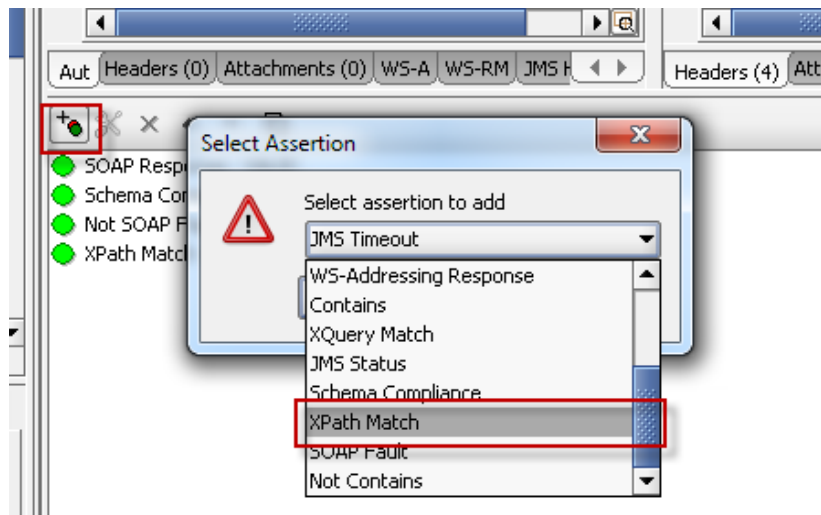 Aut Headers (0) Attachments (0) WS-A WS-RM JMS H
Headers (4) Att
Select Assertion
SOAP Resp
Schema Cor
Not SOAP F
XPath Matc
Select assertion to add
JMS Timeout
WS-Addressing Response
Contains
XQuery Match
JMS Status
Schema Compliance
XPath Match
SOAP Fault
Not Contains